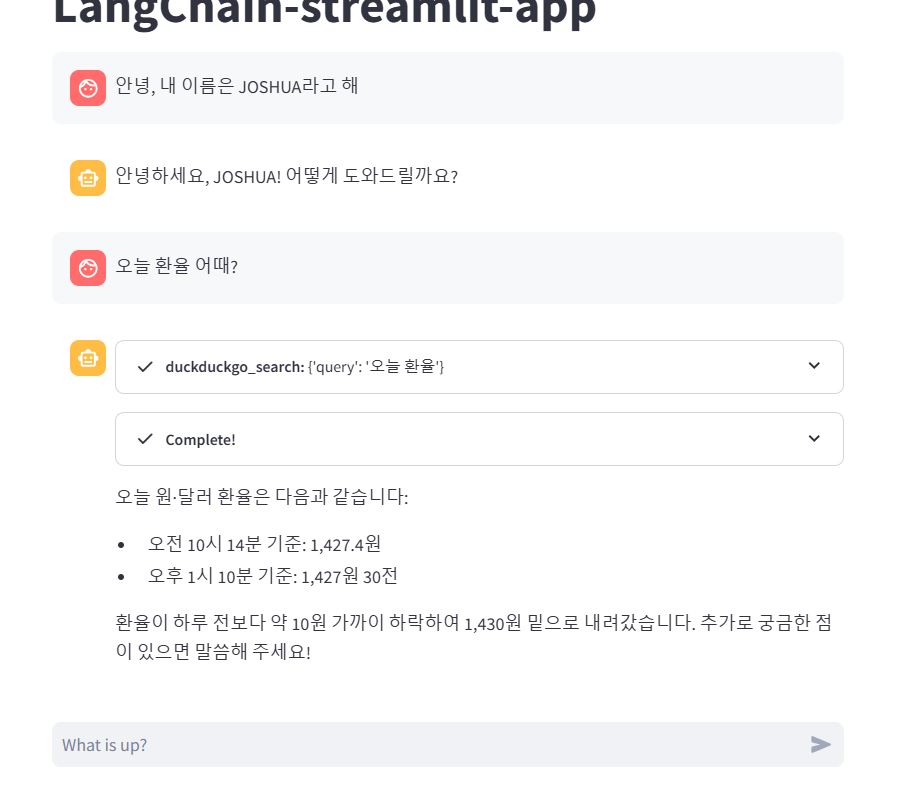 LangChain-streamlit-app
안녕, 내 이름은 JOSHUA라고 해
안녕하세요, JOSHUA! 어떻게 도와드릴까요?
오늘 환율 어때?
duckduckgo_search: {'query': '오늘 환율'}
Complete!
오늘 원·달러 환율은 다음과 같습니다:
• 오전 10시 14분 기준: 1,427.4원
• 오후 1시 10분 기준: 1,427원 30전
환율이 하루 전보다 약 10원 가까이 하락하여 1,430원 밑으로 내려갔습니다. 추가로 궁금한 점
이 있으면 말씀해 주세요!
What is up?